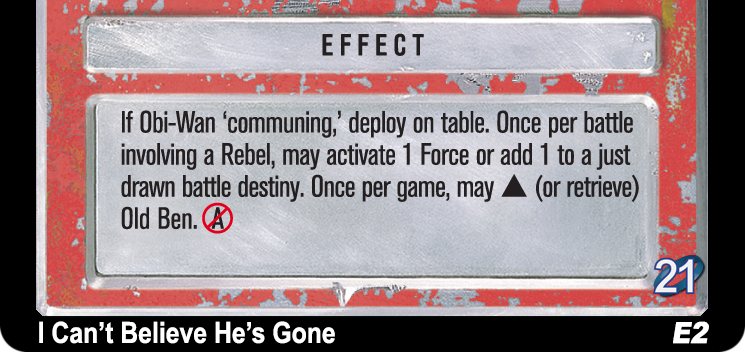 EFFECT
If Obi-Wan ‘communing,’ deploy on table. Once per battle
involving a Rebel, may activate 1 Force or add 1 to a just
drawn battle destiny. Once per game, may ▲ (or retrieve)
Old Ben. A
21
I Can’t Believe He’s Gone E2